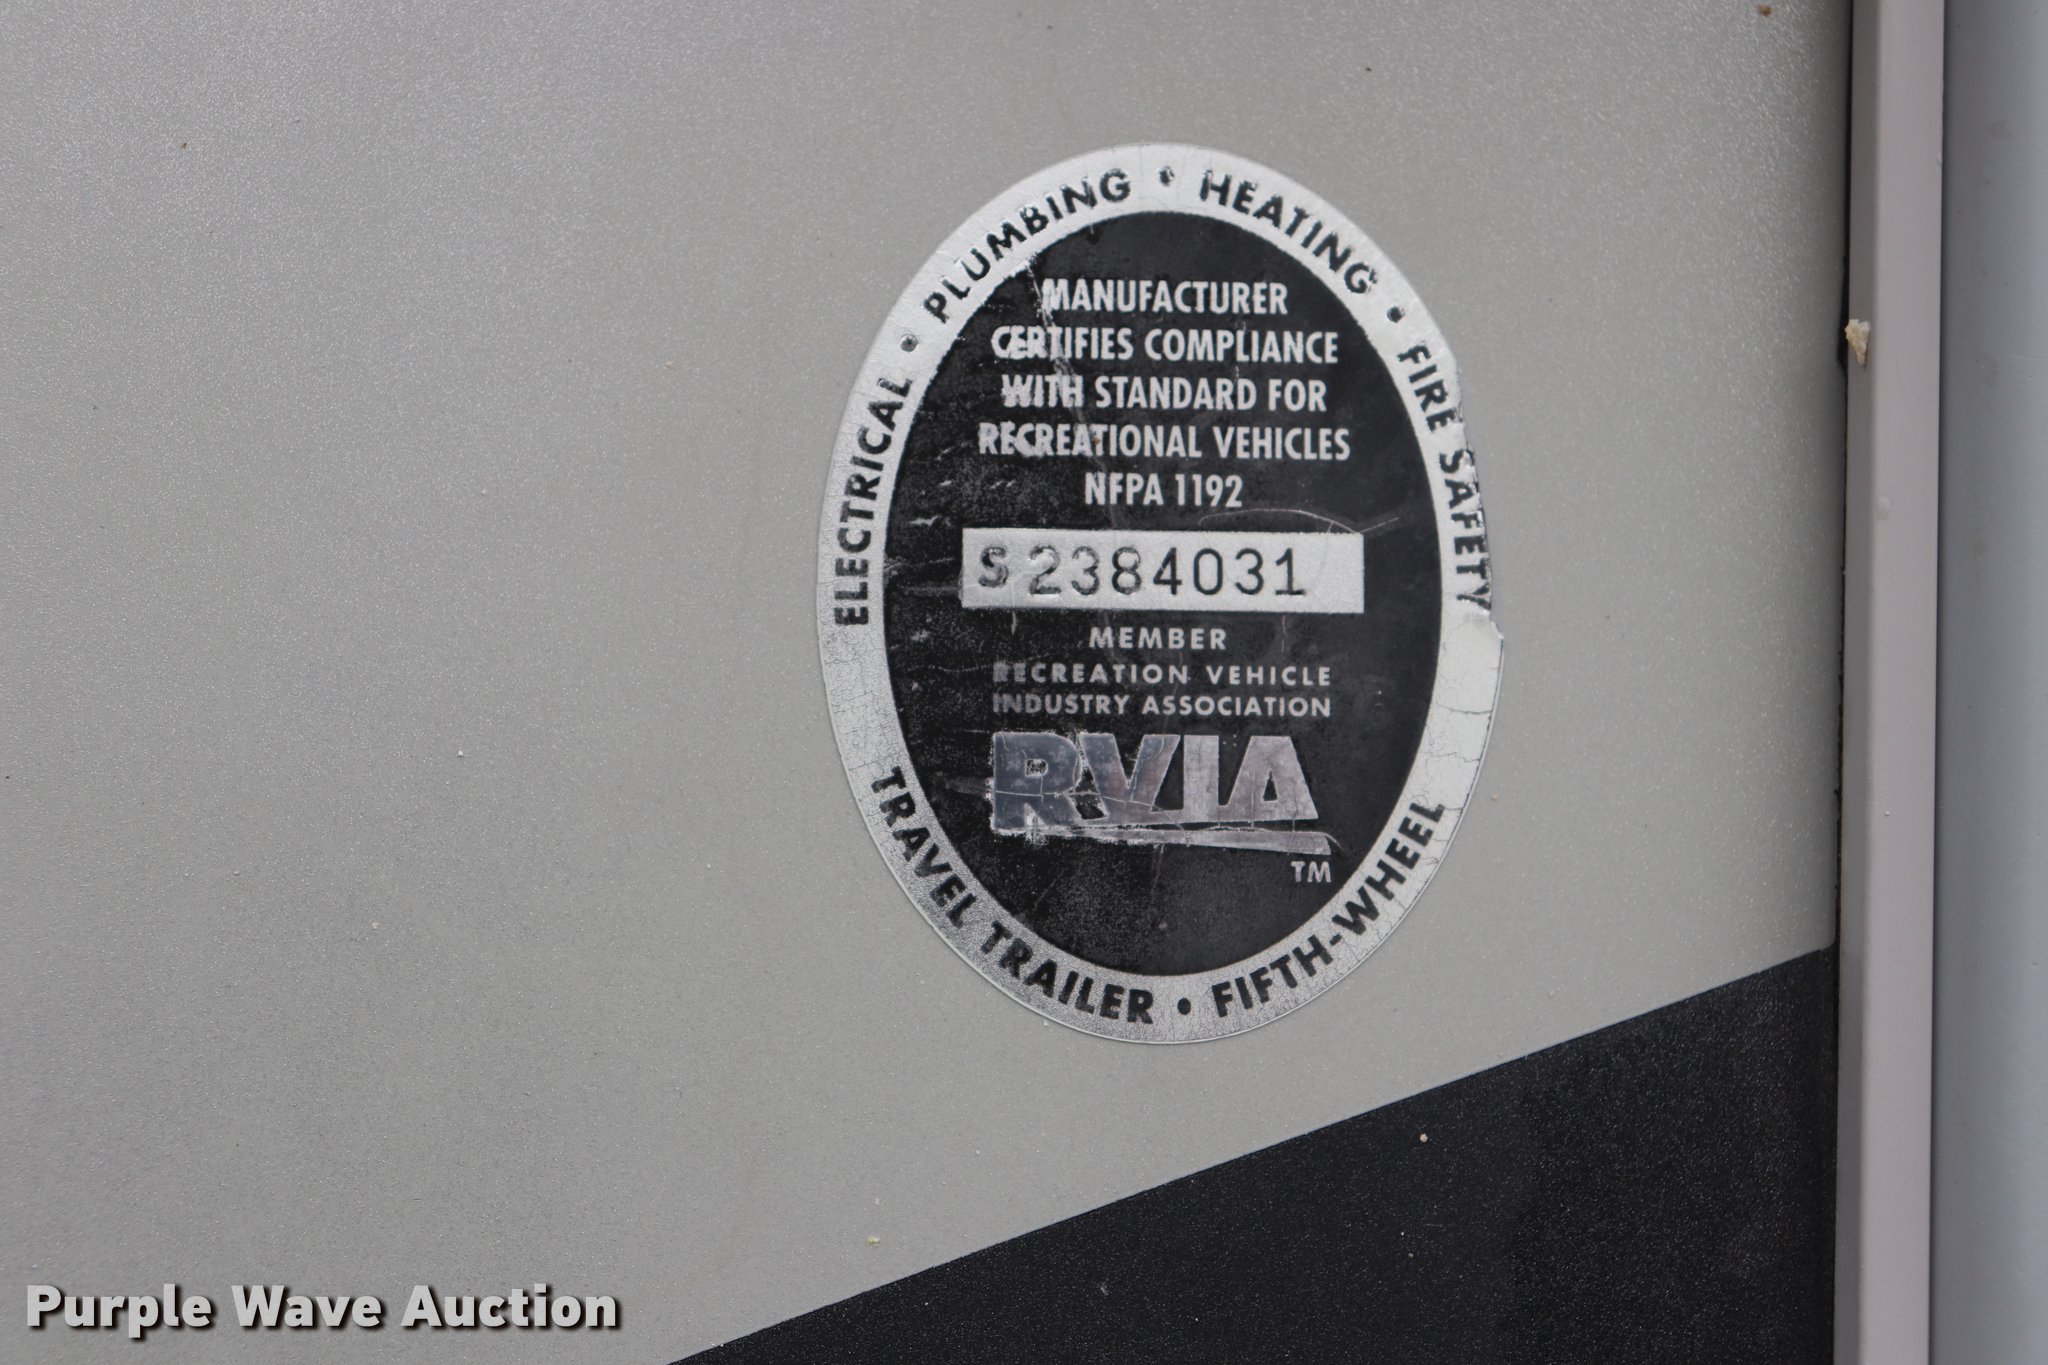 ELECTRICAL • PLUMBING • HEATING • FIRE SAFETY
MANUFACTURER
CERTIFIES COMPLIANCE
WITH STANDARD FOR
RECREATIONAL VEHICLES
NFPA 1192
S 2384031
MEMBER
RECREATION VEHICLE
INDUSTRY ASSOCIATION
RVIA
TM
TRAVEL TRAILER • FIFTH-WHEEL
Purple Wave Auction